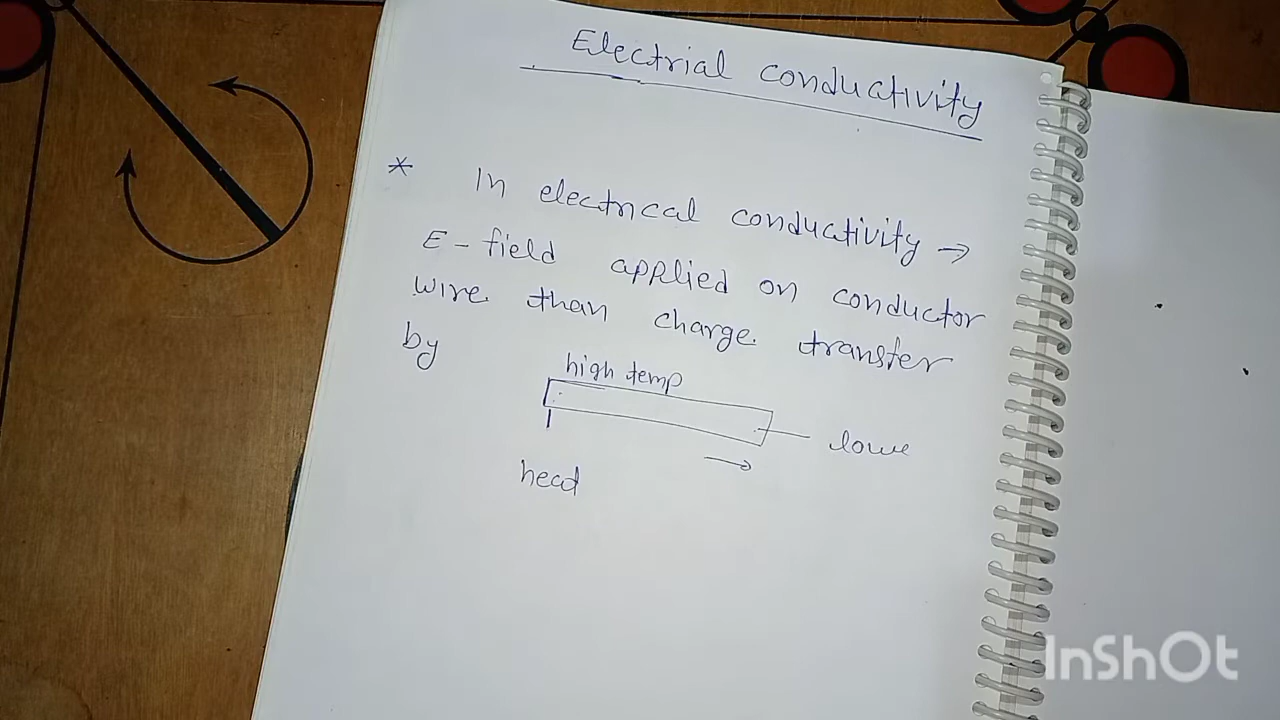 Electrial conductivity
* In electrical conductivity →
E - field applied on conductor
wire than charge transfer
by
high temp
lowe
head
InShOt